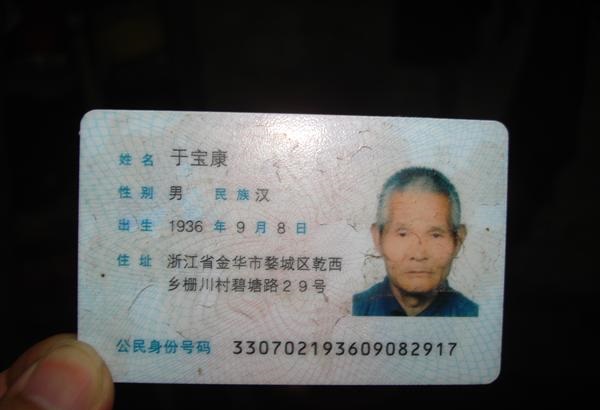 姓名 于宝康
性别 男 民族 汉
出生 1936 年 9 月 8 日
住址 浙江省金华市婺城区乾西
乡栅川村碧塘路29号
公民身份号码 330702193609082917